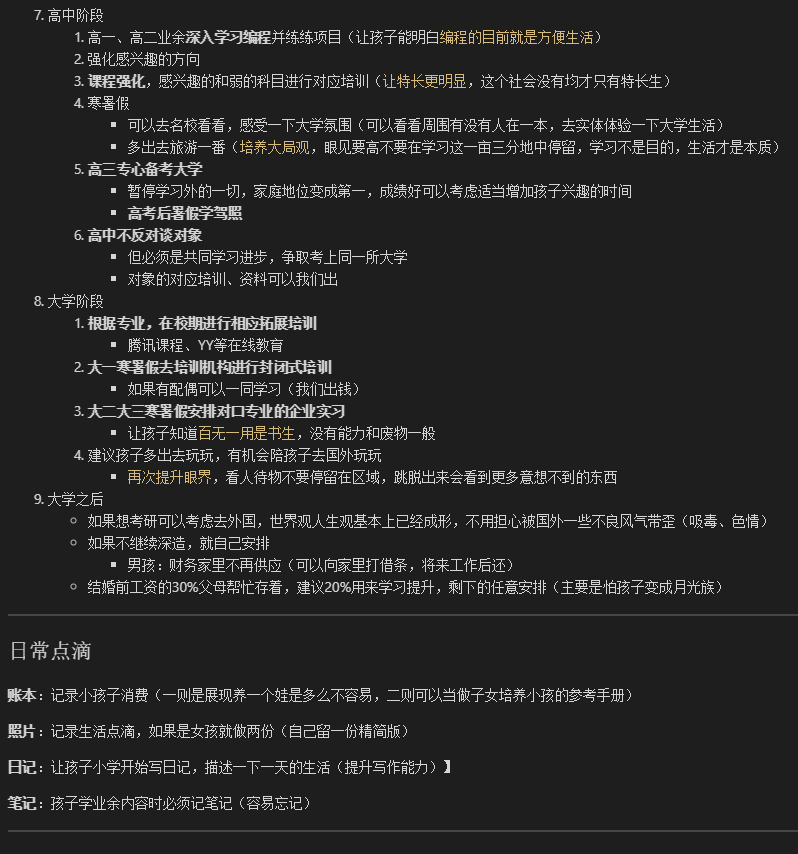 7. 高中阶段
1. 高一、高二业余深入学习编程并练练项目（让孩子能明白编程的目前就是方便生活）
2. 强化感兴趣的方向
3. 课程强化，感兴趣的和弱的科目进行对应培训（让特长更明显，这个社会没有均才只有特长生）
4. 寒暑假
▪ 可以去名校看看，感受一下大学氛围（可以看看周围有没有人在一本，去实体体验一下大学生活）
▪ 多出去旅游一番（培养大局观，眼见要高不要在学习这一亩三分地中停留，学习不是目的，生活才是本质）
5. 高三专心备考大学
▪ 暂停学习外的一切，家庭地位变成第一，成绩好可以考虑适当增加孩子兴趣的时间
▪ 高考后暑假学驾照
6. 高中不反对谈对象
▪ 但必须是共同学习进步，争取考上同一所大学
▪ 对象的对应培训、资料可以我们出
8. 大学阶段
1. 根据专业，在校期进行相应拓展培训
▪ 腾讯课程、YY等在线教育
2. 大一寒暑假去培训机构进行封闭式培训
▪ 如果有配偶可以一同学习（我们出钱）
3. 大二大三寒暑假安排对口专业的企业实习
▪ 让孩子知道百无一用是书生，没有能力和废物一般
4. 建议孩子多出去玩玩，有机会陪孩子去国外玩玩
▪ 再次提升眼界，看人待物不要停留在区域，跳脱出来会看到更多意想不到的东西
9. 大学之后
○ 如果想考研可以考虑去外国，世界观人生观基本上已经成形，不用担心被国外一些不良风气带歪（吸毒、色情）
○ 如果不继续深造，就自己安排
▪ 男孩：财务家里不再供应（可以向家里打借条，将来工作后还）
○ 结婚前工资的30%父母帮忙存着，建议20%用来学习提升，剩下的任意安排（主要是怕孩子变成月光族）
日常点滴
账本：记录小孩子消费（一则是展现养一个娃是多么不容易，二则可以当做子女培养小孩的参考手册）
照片：记录生活点滴，如果是女孩就做两份（自己留一份精简版）
日记：让孩子小学开始写日记，描述一下一天的生活（提升写作能力）】
笔记：孩子学业余内容时必须记笔记（容易忘记）